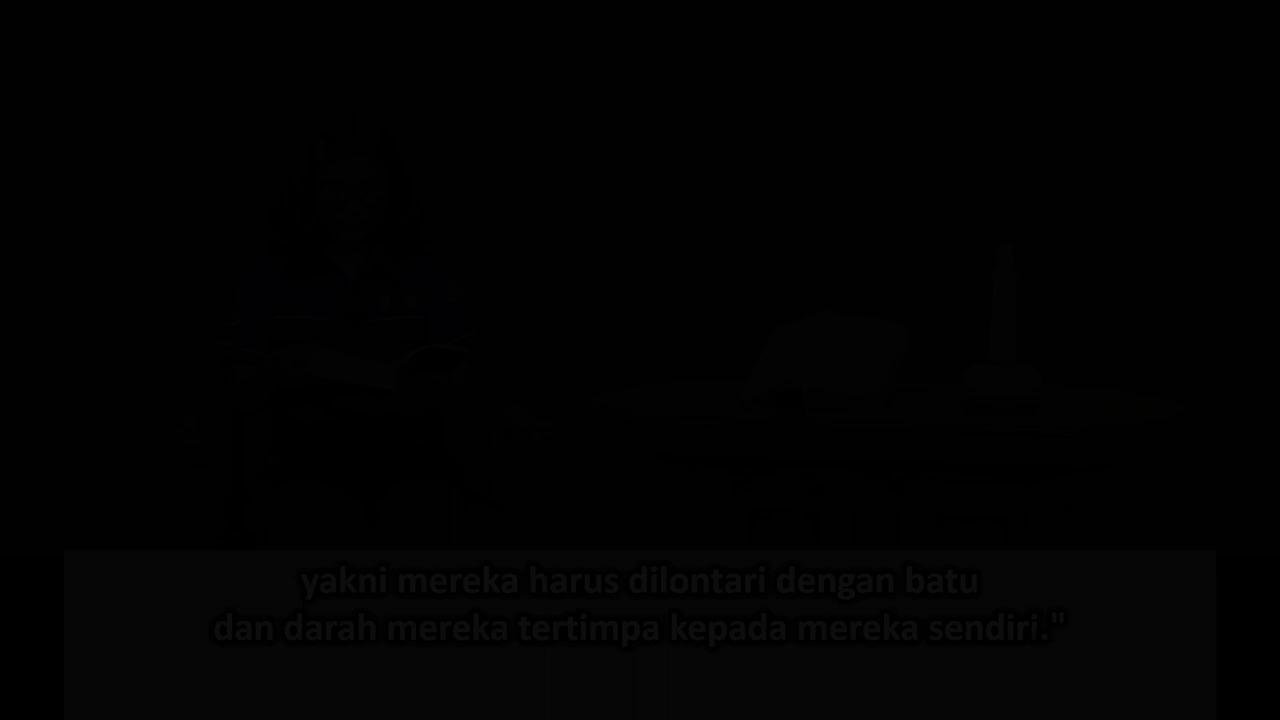 yakni mereka harus dilontari dengan batu
dan darah mereka tertimpa kepada mereka sendiri."